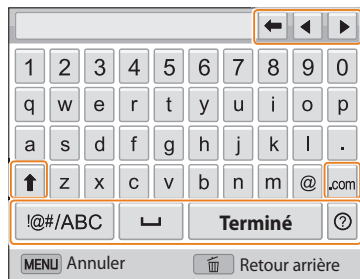 1 2 3 4 5 6 7 8 9 0
q w e r t y u i o p
a s d f g h j k l .
z x c v b n m @ .com
!@#/ABC Terminé ?
MENU Annuler Retour arrière